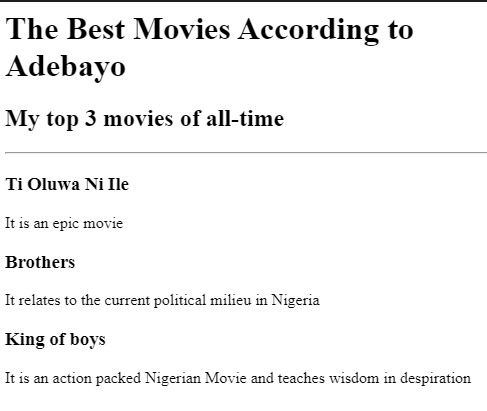 The Best Movies According to
Adebayo
My top 3 movies of all-time
Ti Oluwa Ni Ile
It is an epic movie
Brothers
It relates to the current political milieu in Nigeria
King of boys
It is an action packed Nigerian Movie and teaches wisdom in despiration